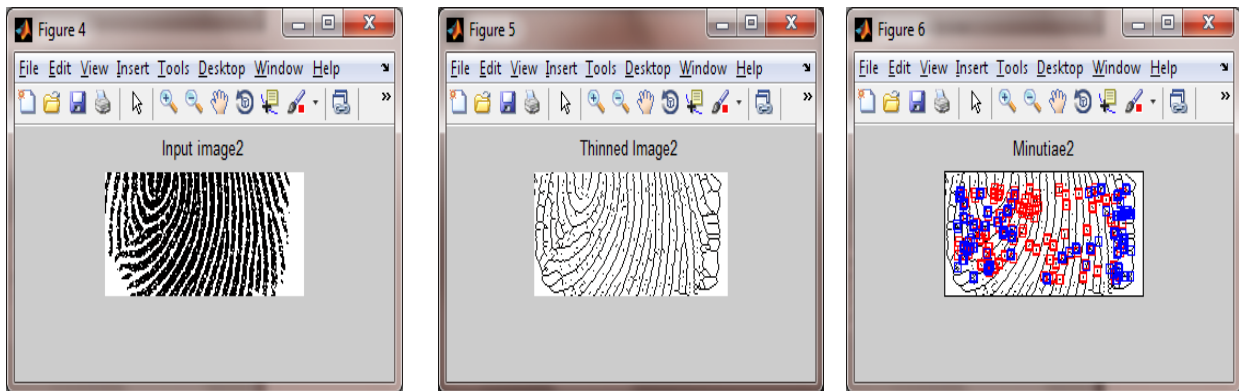 Figure 4
File Edit View Insert Tools Desktop Window Help
Input image2
Figure 5
File Edit View Insert Tools Desktop Window Help
Thinned Image2
Figure 6
File Edit View Insert Tools Desktop Window Help
Minutiae2